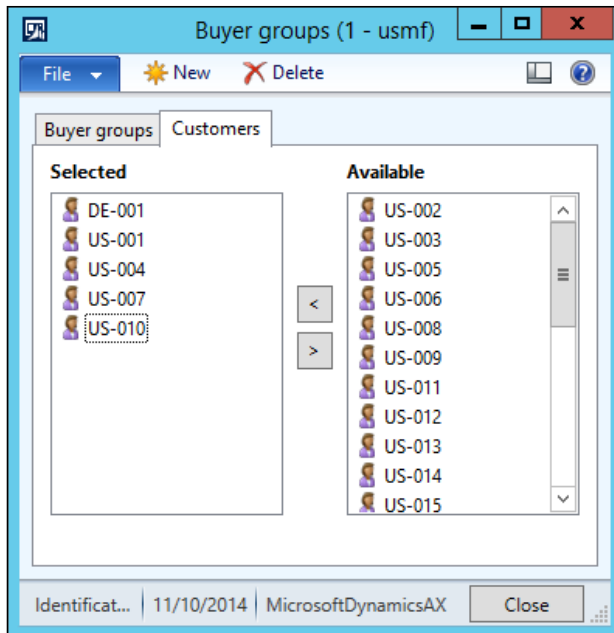 Buyer groups (1 - usmf)
File New Delete
Buyer groups Customers
Selected
DE-001
US-001
US-004
US-007
US-010
<
>
Available
US-002
US-003
US-005
US-006
US-008
US-009
US-011
US-012
US-013
US-014
US-015
Identificat... 11/10/2014 MicrosoftDynamicsAX Close